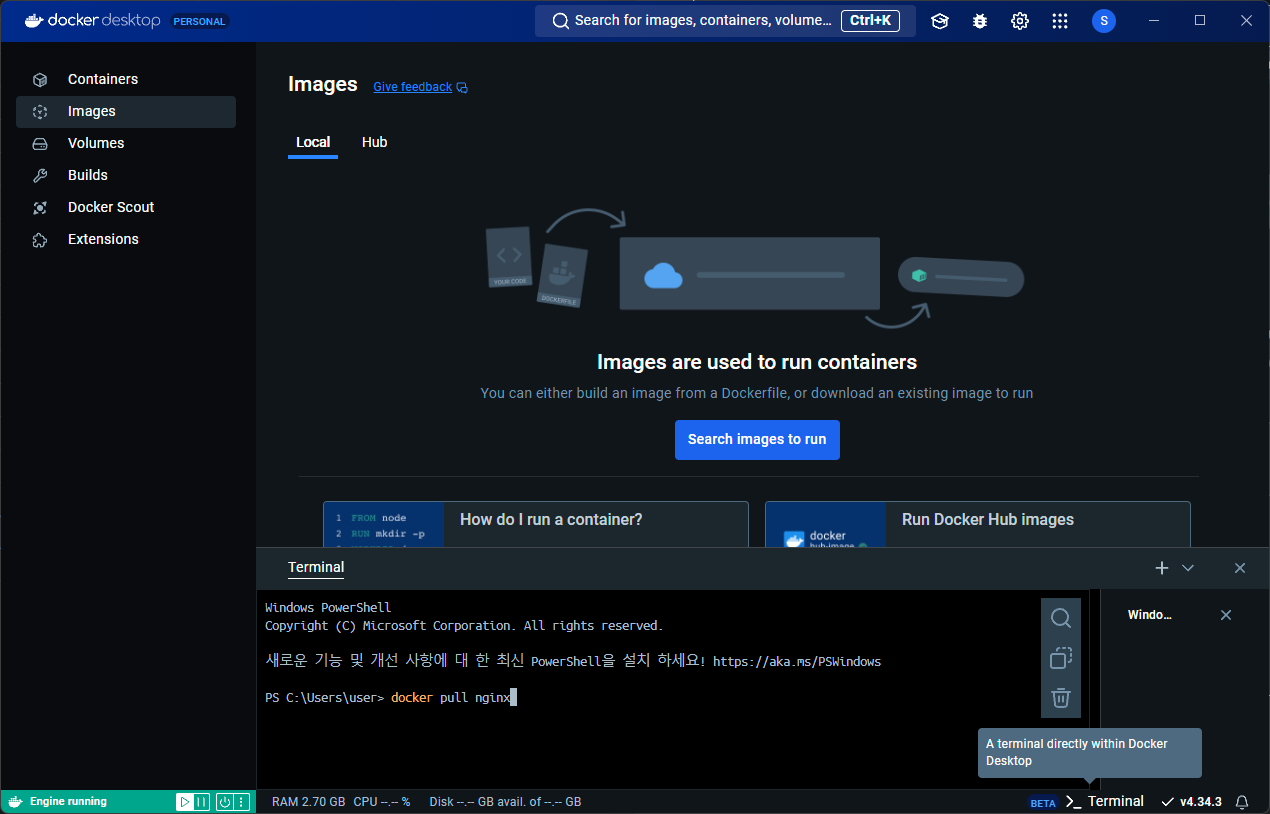 docker desktop PERSONAL
Search for images, containers, volume... Ctrl+K
S
Containers
Images
Volumes
Builds
Docker Scout
Extensions
Images Give feedback
Local Hub
YOUR CODE
DOCKERFILE
Images are used to run containers
You can either build an image from a Dockerfile, or download an existing image to run
Search images to run
1 FROM node
2 RUN mkdir -p
How do I run a container?
docker
hub-image
Run Docker Hub images
Terminal
Windows PowerShell
Copyright (C) Microsoft Corporation. All rights reserved.
새로운 기능 및 개선 사항에 대 한 최신 PowerShell을 설치 하세요! https://aka.ms/PSWindows
PS C:\Users\user> docker pull nginx
Windo...
A terminal directly within Docker
Desktop
Engine running
RAM 2.70 GB CPU --.-- % Disk --.-- GB avail. of --.-- GB
BETA >_ Terminal v4.34.3